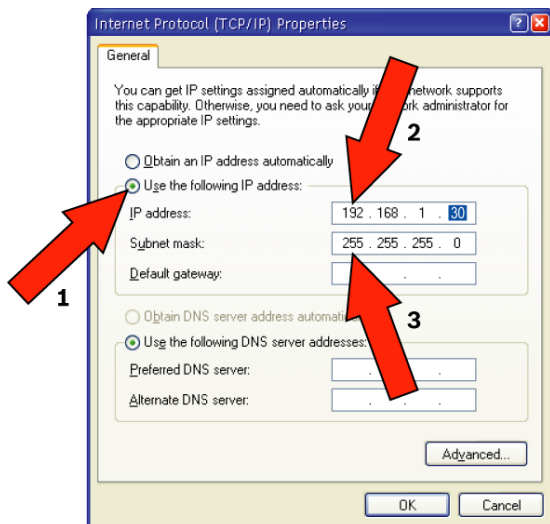 Internet Protocol (TCP/IP) Properties
General
You can get IP settings assigned automatically if network supports
this capability. Otherwise, you need to ask your administrator for
the appropriate IP settings.
2
Obtain an IP address automatically
Use the following IP address:
IP address: 192 . 168 . 1 . 30
Subnet mask: 255 . 255 . 255 . 0
Default gateway: . .
1
Obtain DNS server address
3
Use the following DNS server addresses:
Preferred DNS server: . .
Alternate DNS server: . . .
Advanced...
OK Cancel